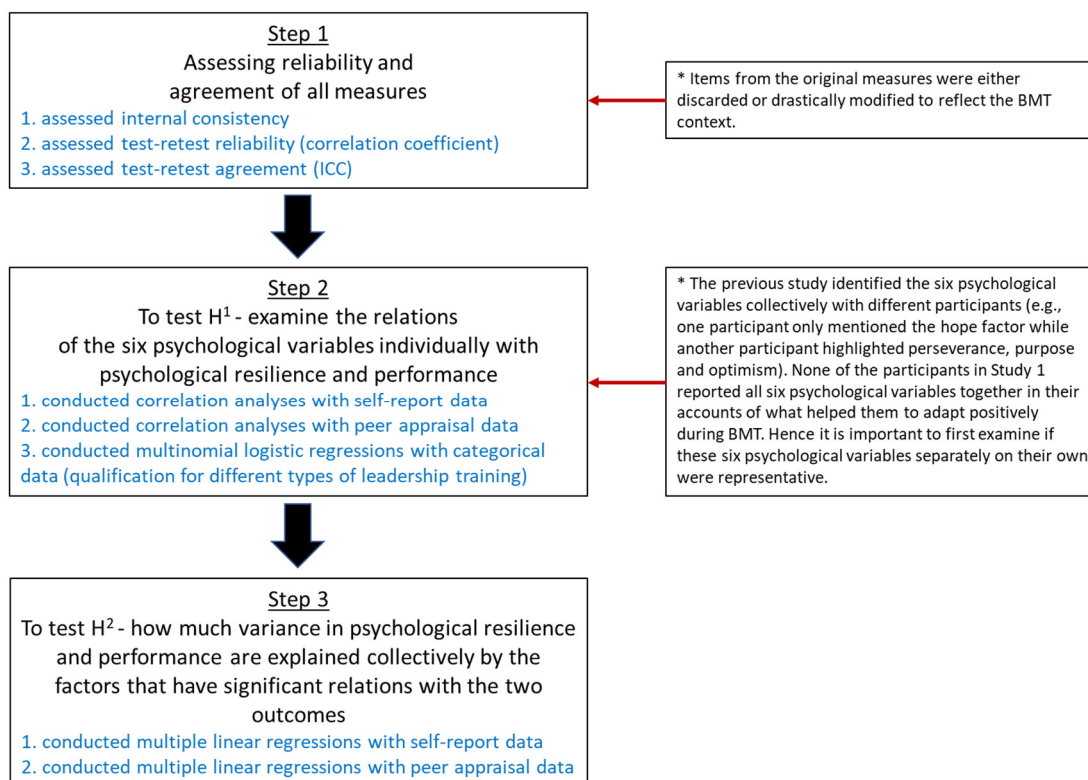 Step 1
Assessing reliability and
agreement of all measures
1. assessed internal consistency
2. assessed test-retest reliability (correlation coefficient)
3. assessed test-retest agreement (ICC)
* Items from the original measures were either
discarded or drastically modified to reflect the BMT
context.
Step 2
To test H¹ - examine the relations
of the six psychological variables individually with
psychological resilience and performance
1. conducted correlation analyses with self-report data
2. conducted correlation analyses with peer appraisal data
3. conducted multinomial logistic regressions with categorical
data (qualification for different types of leadership training)
* The previous study identified the six psychological
variables collectively with different participants (e.g.,
one participant only mentioned the hope factor while
another participant highlighted perseverance, purpose
and optimism). None of the participants in Study 1
reported all six psychological variables together in their
accounts of what helped them to adapt positively
during BMT. Hence it is important to first examine if
these six psychological variables separately on their own
were representative.
Step 3
To test H² - how much variance in psychological resilience
and performance are explained collectively by the
factors that have significant relations with the two
outcomes
1. conducted multiple linear regressions with self-report data
2. conducted multiple linear regressions with peer appraisal data